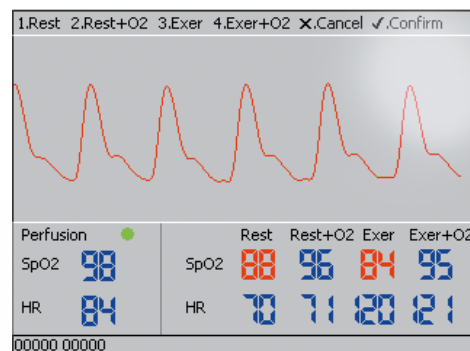 1.Rest 2.Rest+O2 3.Exer 4.Exer+O2 ✕.Cancel ✓.Confirm
Perfusion Rest Rest+O2 Exer Exer+O2
SpO2 98 SpO2 88 96 84 95
HR 84 HR 70 71 120 121
00000 00000